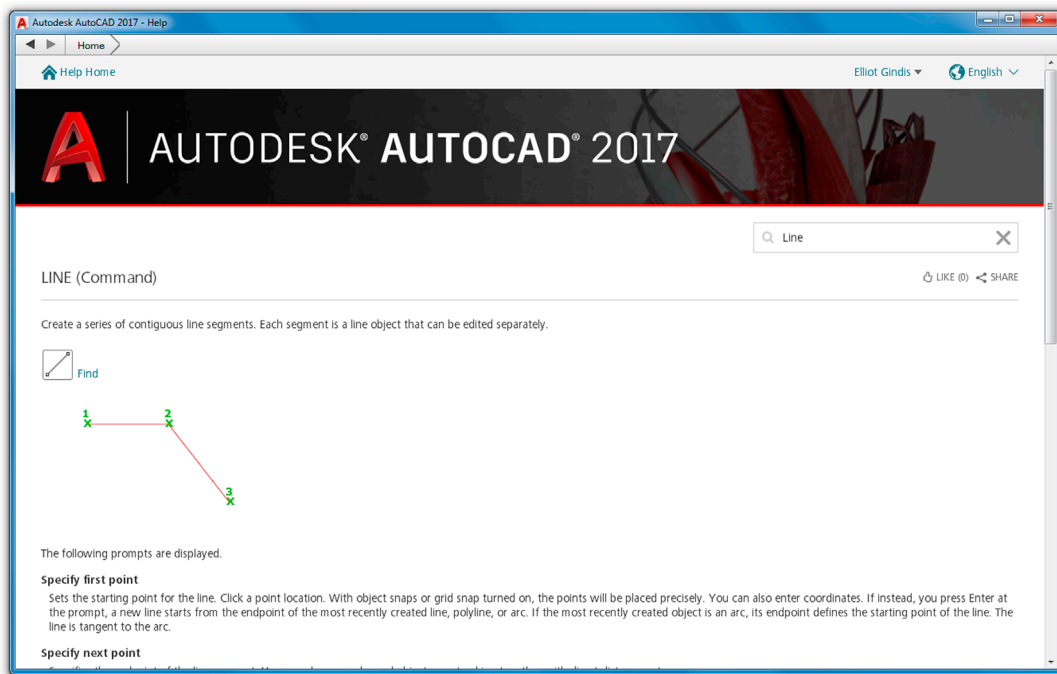 Autodesk AutoCAD 2017 - Help
Home
Help Home
Elliot Gindis
English
AUTODESK® AUTOCAD® 2017
Line
LINE (Command)
LIKE (0) SHARE
Create a series of contiguous line segments. Each segment is a line object that can be edited separately.
Find
1 2
3
The following prompts are displayed.
Specify first point
Sets the starting point for the line. Click a point location. With object snaps or grid snap turned on, the points will be placed precisely. You can also enter coordinates. If instead, you press Enter at
the prompt, a new line starts from the endpoint of the most recently created line, polyline, or arc. If the most recently created object is an arc, its endpoint defines the starting point of the line. The
line is tangent to the arc.
Specify next point